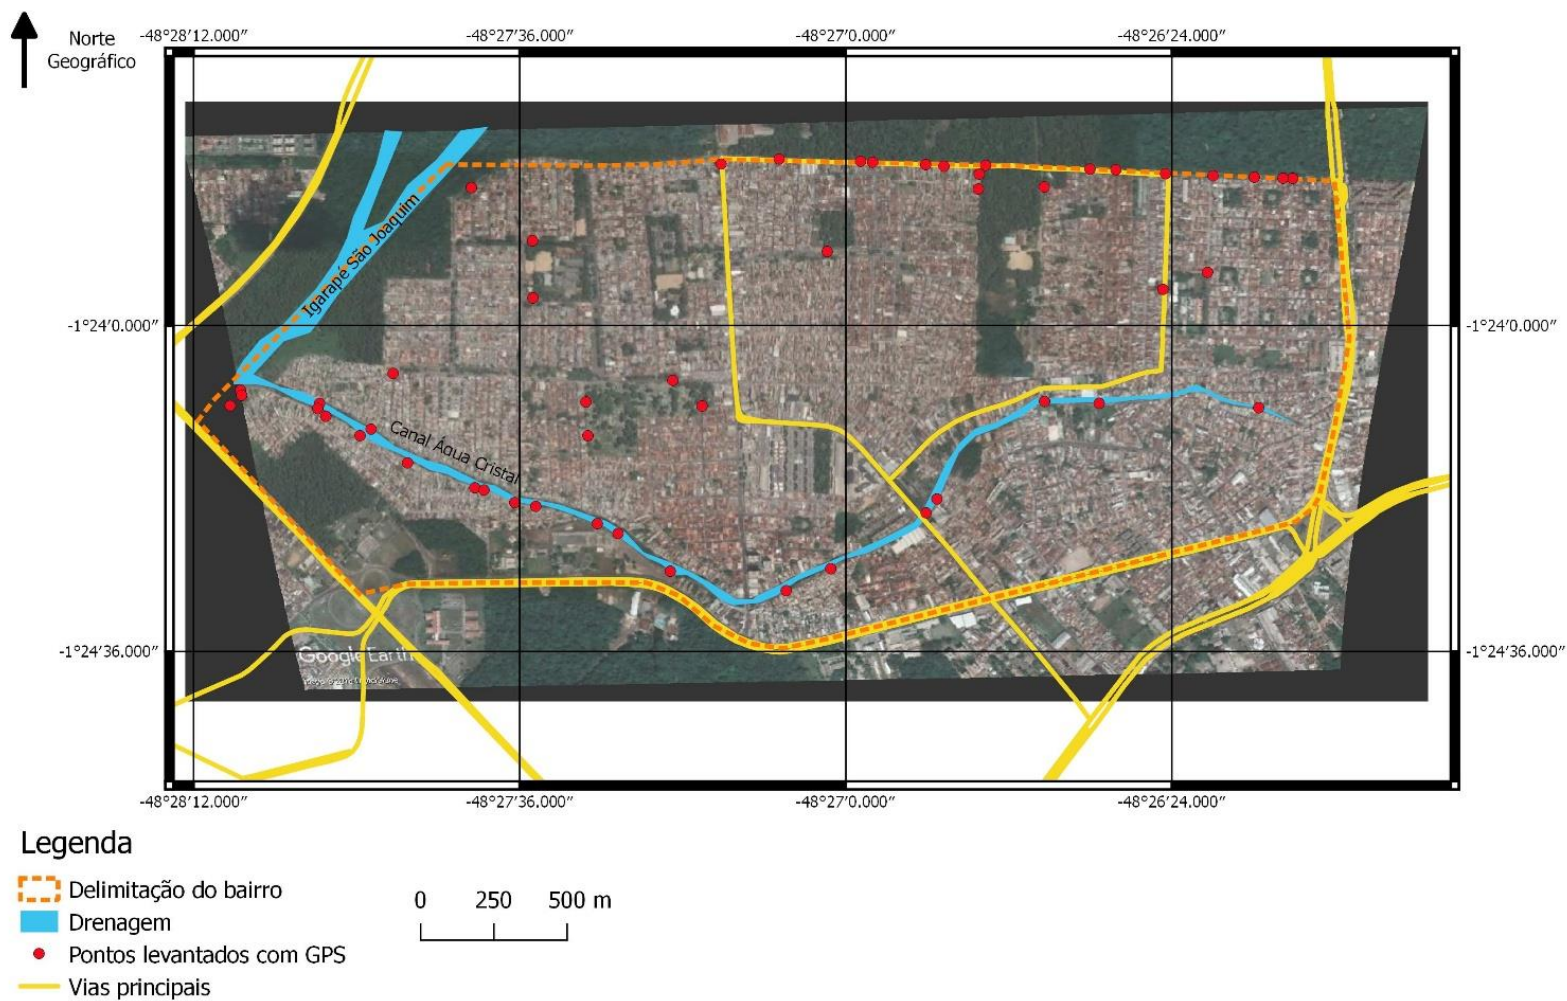 Norte
Geográfico
-48°28′12.000″ -48°27′36.000″ -48°27′0.000″ -48°26′24.000″
Igarapé São Joaquim
-1°24′0.000″ -1°24′0.000″
Canal Água Cristal
-1°24′36.000″ -1°24′36.000″
Google Earth
-48°28′12.000″ -48°27′36.000″ -48°27′0.000″ -48°26′24.000″
Legenda
Delimitação do bairro
0 250 500 m
Drenagem
Pontos levantados com GPS
Vias principais